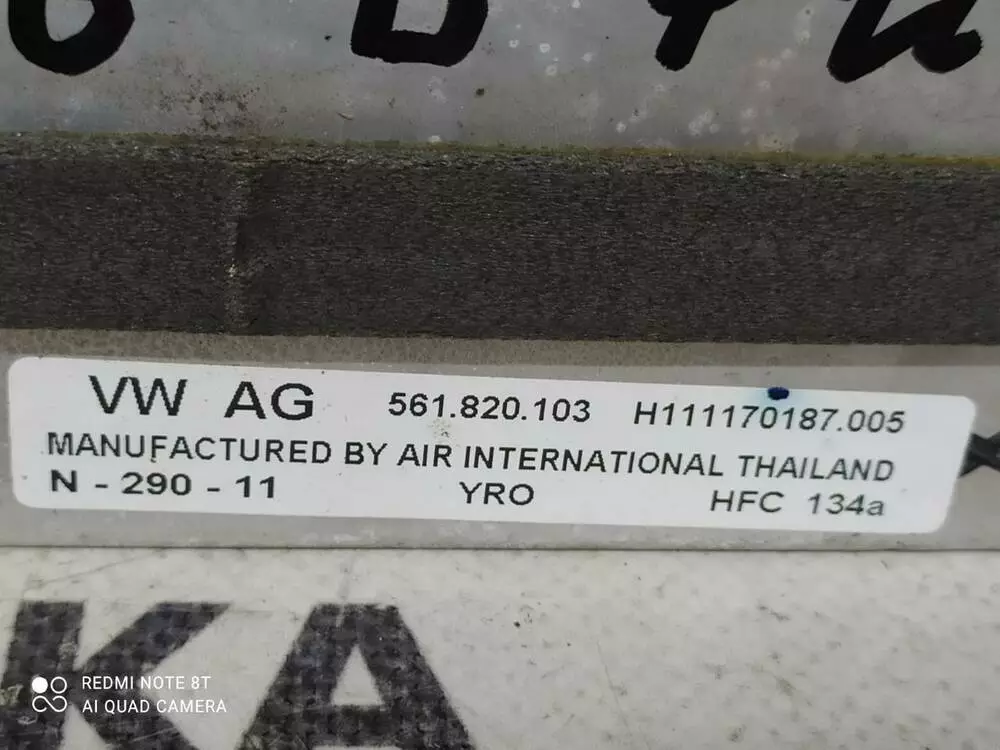 VW AG 561.820.103 H111170187.005
MANUFACTURED BY AIR INTERNATIONAL THAILAND
N - 290 - 11 YRO HFC 134a
KA
REDMI NOTE 8T
AI QUAD CAMERA